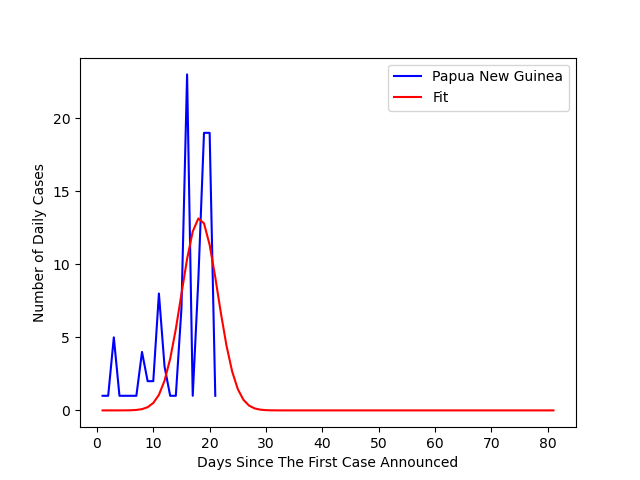 Papua New Guinea
Fit
Number of Daily Cases
20
15
10
5
0
0 10 20 30 40 50 60 70 80
Days Since The First Case Announced